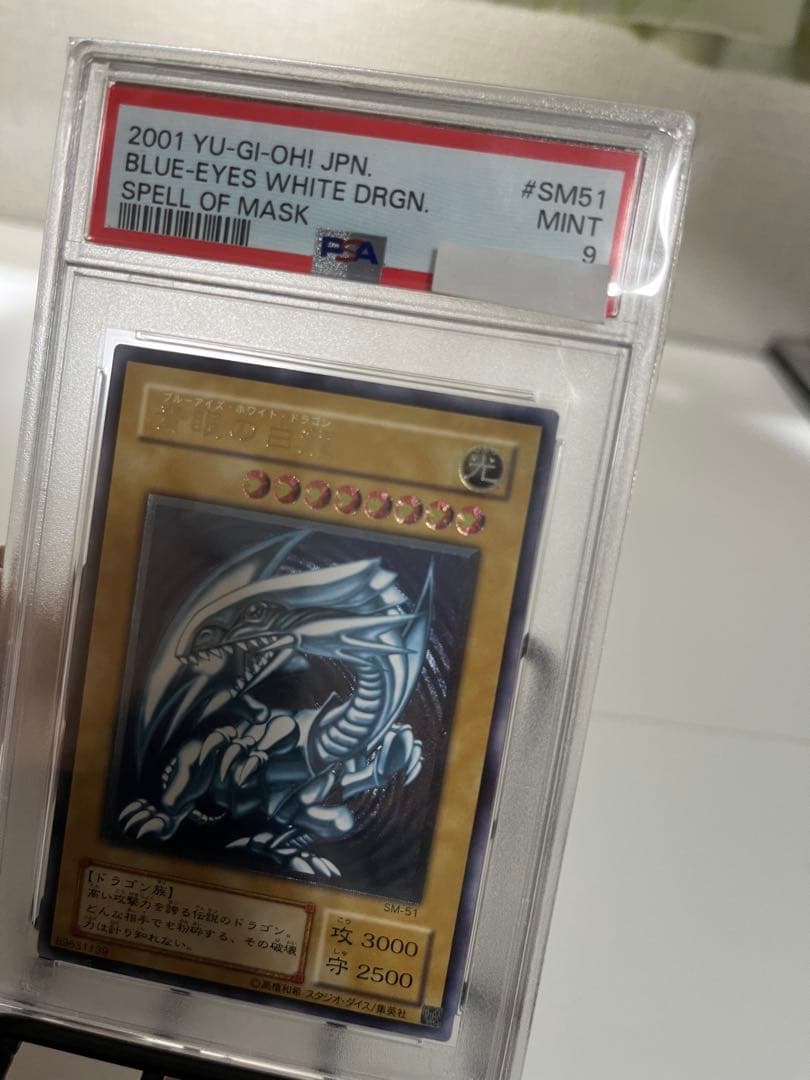 2001 YU-GI-OH! JPN.
BLUE-EYES WHITE DRGN.
SPELL OF MASK
#SM51
MINT
9
PSA
ブルーアイズ・ホワイト・ドラゴン
青眼の白龍
光
SM-51
【ドラゴン族】
高い攻撃力を誇る伝説のドラゴン。
どんな相手でも粉砕する、その破壊
力は計り知れない。
攻 3000
守 2500
89631139
©高橋和希 スタジオ・ダイス/集英社